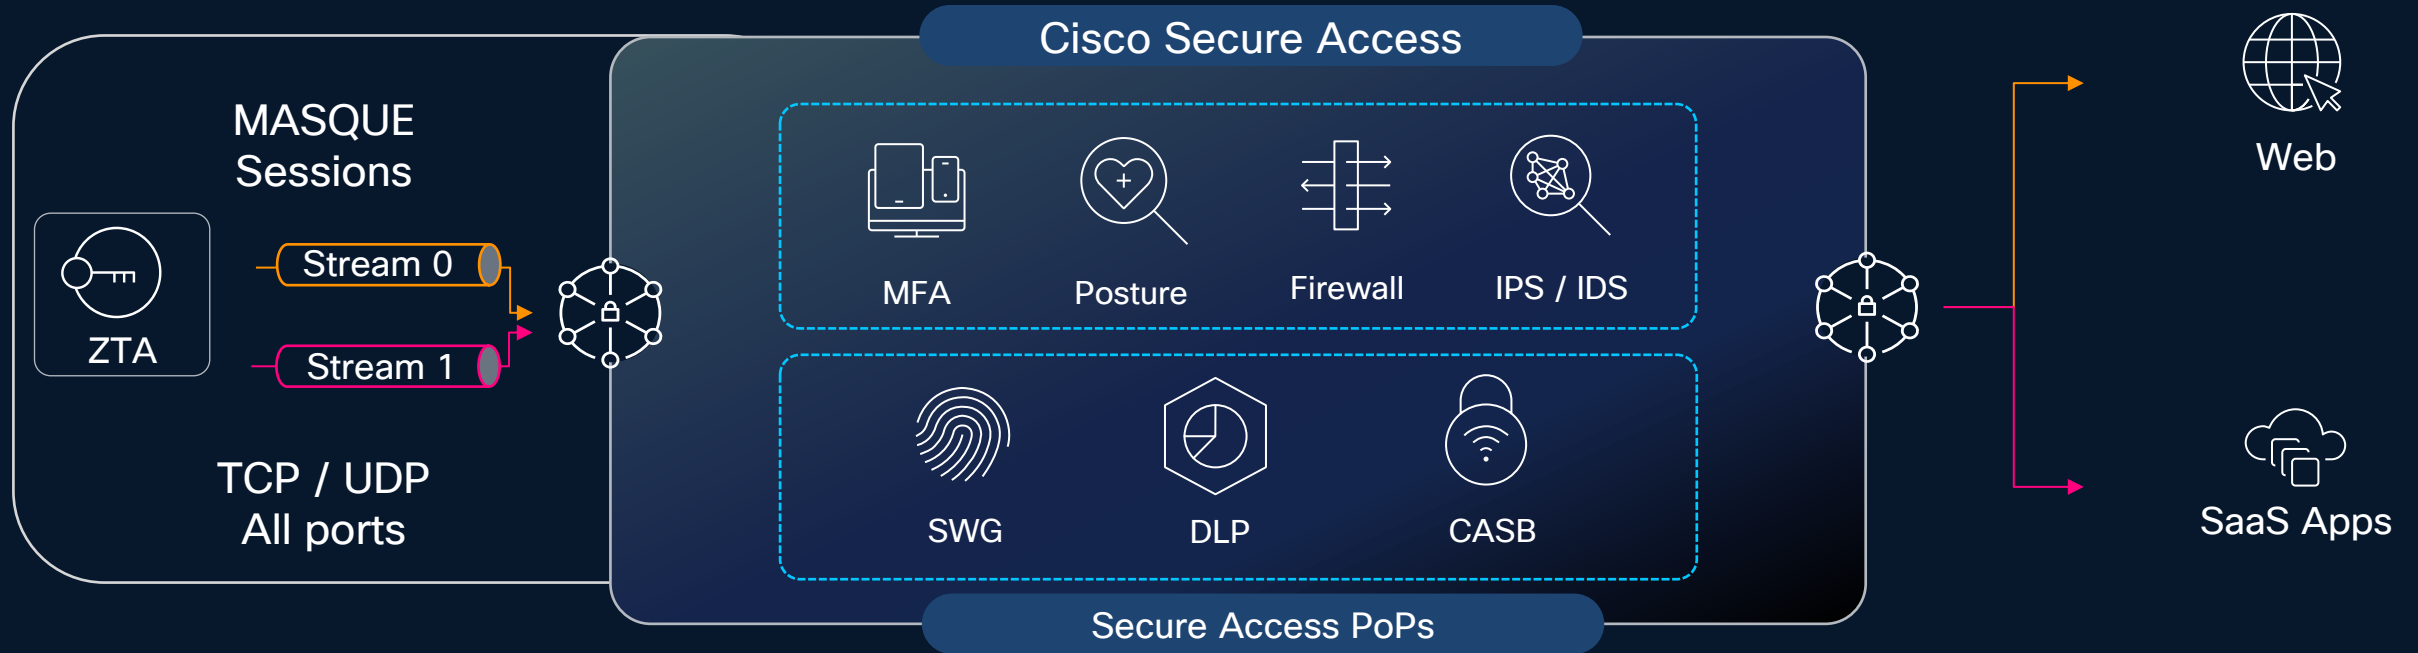 Cisco Secure Access
MASQUE
Sessions
ZTA
Stream 0
Stream 1
TCP / UDP
All ports
MFA
Posture
Firewall
IPS / IDS
SWG
DLP
CASB
Secure Access PoPs
Web
SaaS Apps